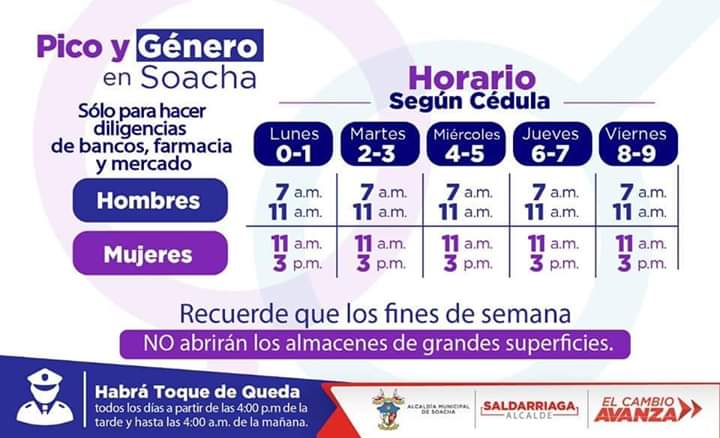 Pico y Género
en Soacha
Sólo para hacer
diligencias
de bancos, farmacia
y mercado
Horario
Según Cédula
Lunes
0-1
Martes
2-3
Miércoles
4-5
Jueves
6-7
Viernes
8-9
Hombres
7 a.m. 7 a.m. 7 a.m. 7 a.m. 7 a.m.
11 a.m. 11 a.m. 11 a.m. 11 a.m. 11 a.m.
Mujeres
11 a.m. 11 a.m. 11 a.m. 11 a.m. 11 a.m.
3 p.m. 3 p.m. 3 p.m. 3 p.m. 3 p.m.
Recuerde que los fines de semana
NO abrirán los almacenes de grandes superficies.
Habrá Toque de Queda
todos los días a partir de las 4:00 p.m de la
tarde y hasta las 4:00 a.m. de la mañana.
ALCALDÍA MUNICIPAL
DE SOACHA
SALDARRIAGA
ALCALDE
EL CAMBIO
AVANZA